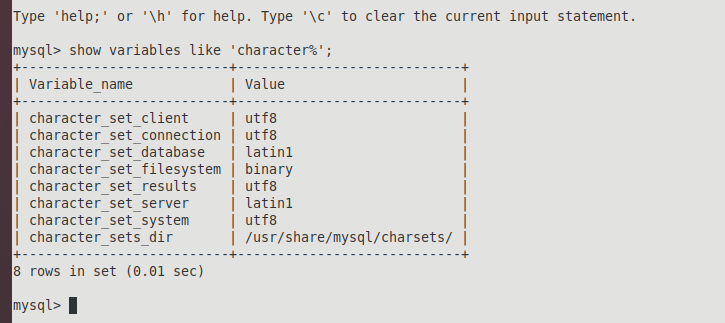 Type 'help;' or '\h' for help. Type '\c' to clear the current input statement.
mysql> show variables like 'character%';
+--------------------------+----------------------------+
| Variable_name            | Value                      |
+--------------------------+----------------------------+
| character_set_client     | utf8                       |
| character_set_connection | utf8                       |
| character_set_database   | latin1                     |
| character_set_filesystem | binary                     |
| character_set_results    | utf8                       |
| character_set_server     | latin1                     |
| character_set_system     | utf8                       |
| character_sets_dir       | /usr/share/mysql/charsets/ |
+--------------------------+----------------------------+
8 rows in set (0.01 sec)
mysql>